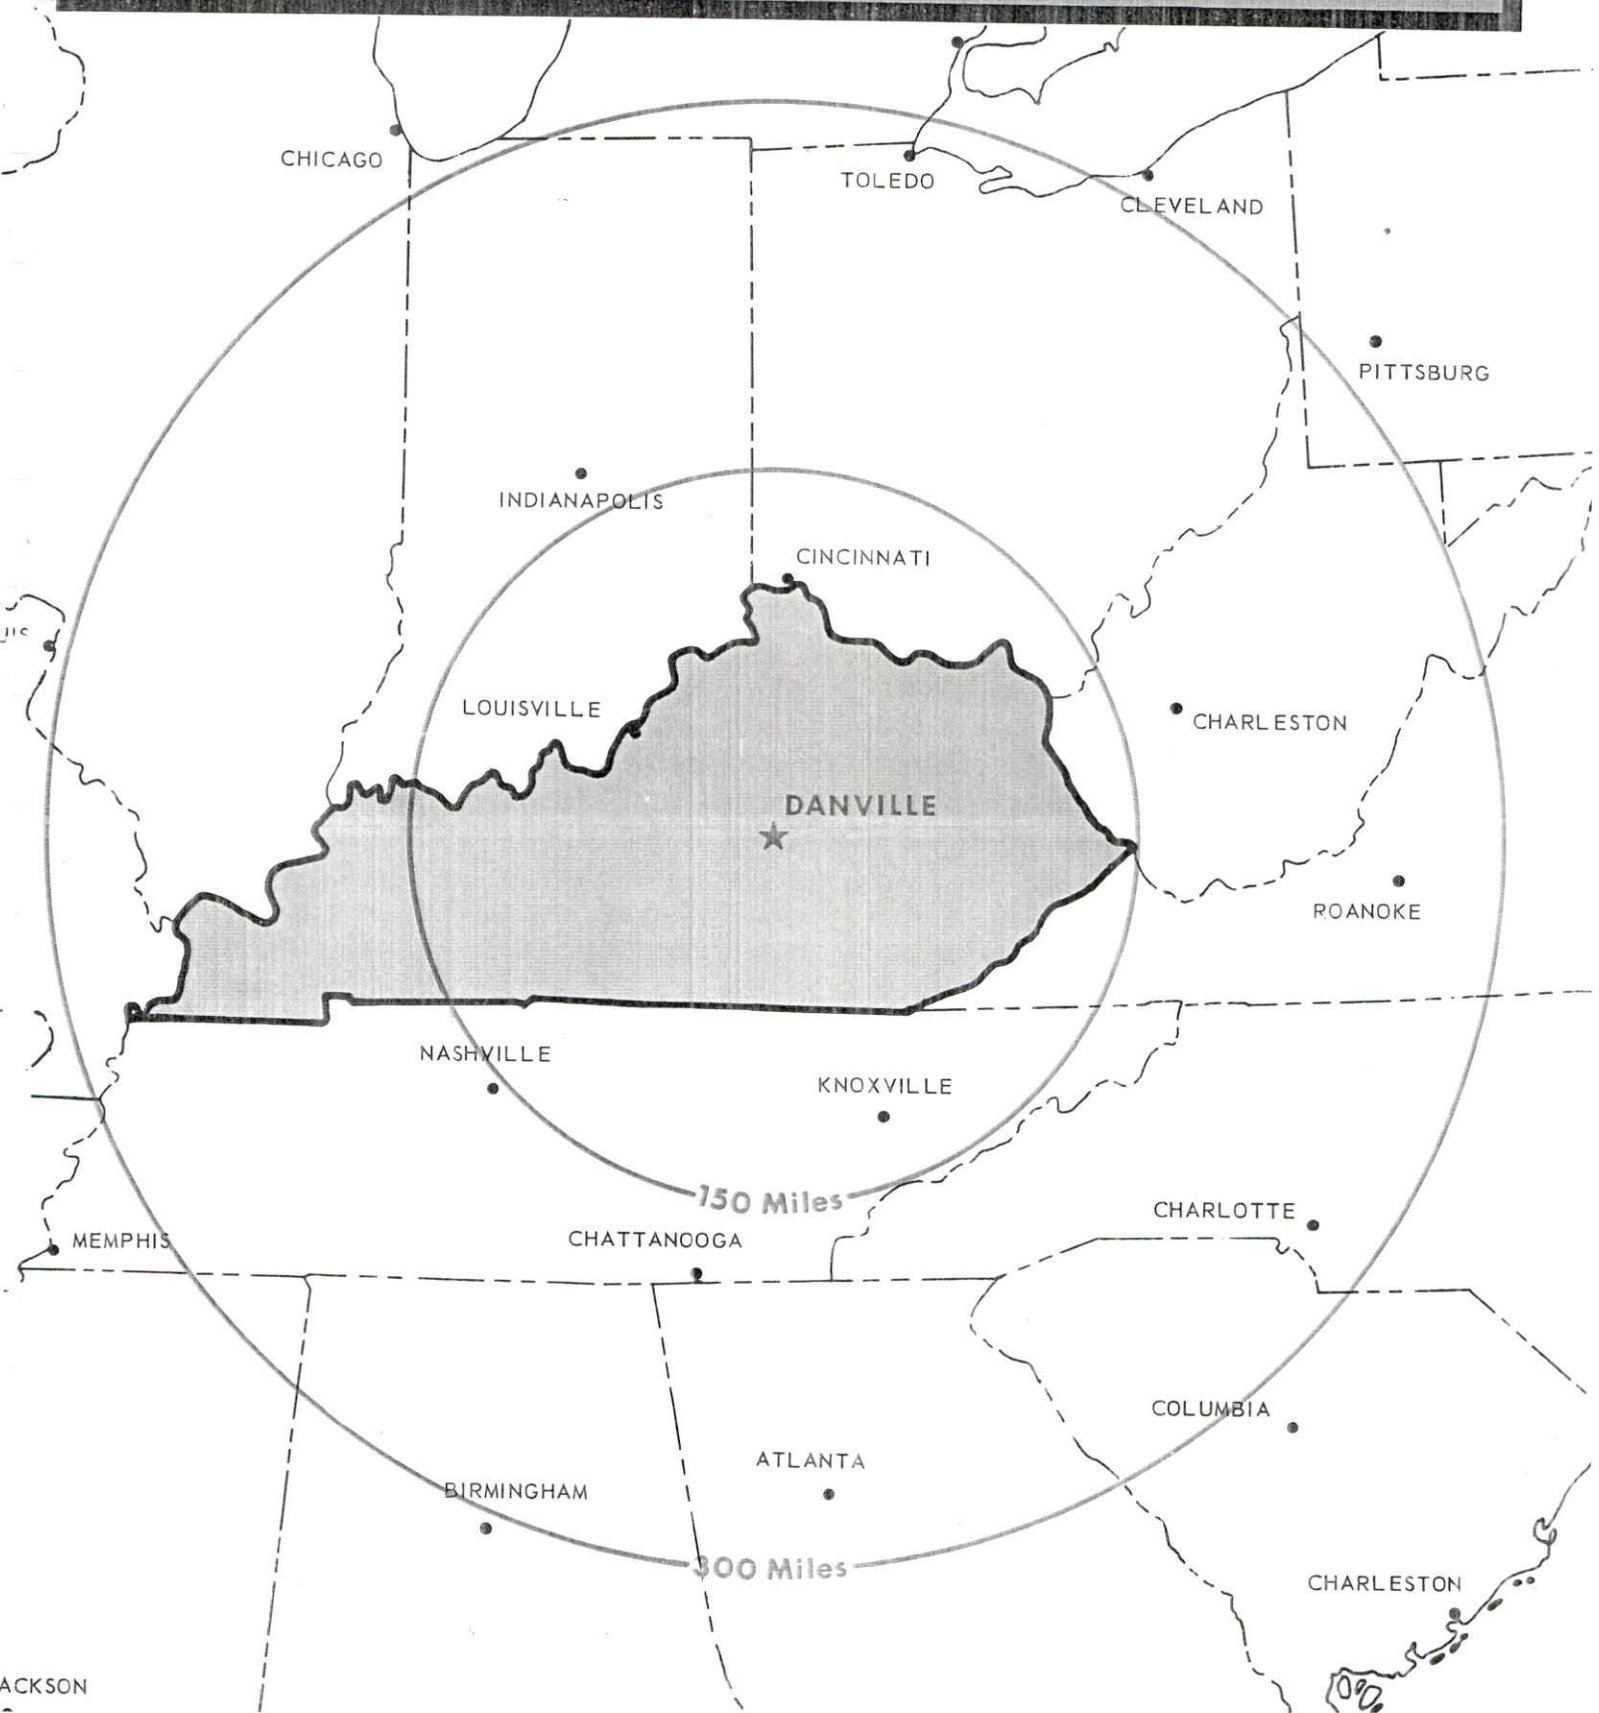 CHICAGO
TOLEDO
CLEVELAND
PITTSBURG
INDIANAPOLIS
CINCINNATI
LOUISVILLE
CHARLESTON
DANVILLE
ROANOKE
NASHVILLE
KNOXVILLE
150 Miles
CHARLOTTE
MEMPHIS
CHATTANOOGA
COLUMBIA
ATLANTA
BIRMINGHAM
300 Miles
CHARLESTON
ACKSON